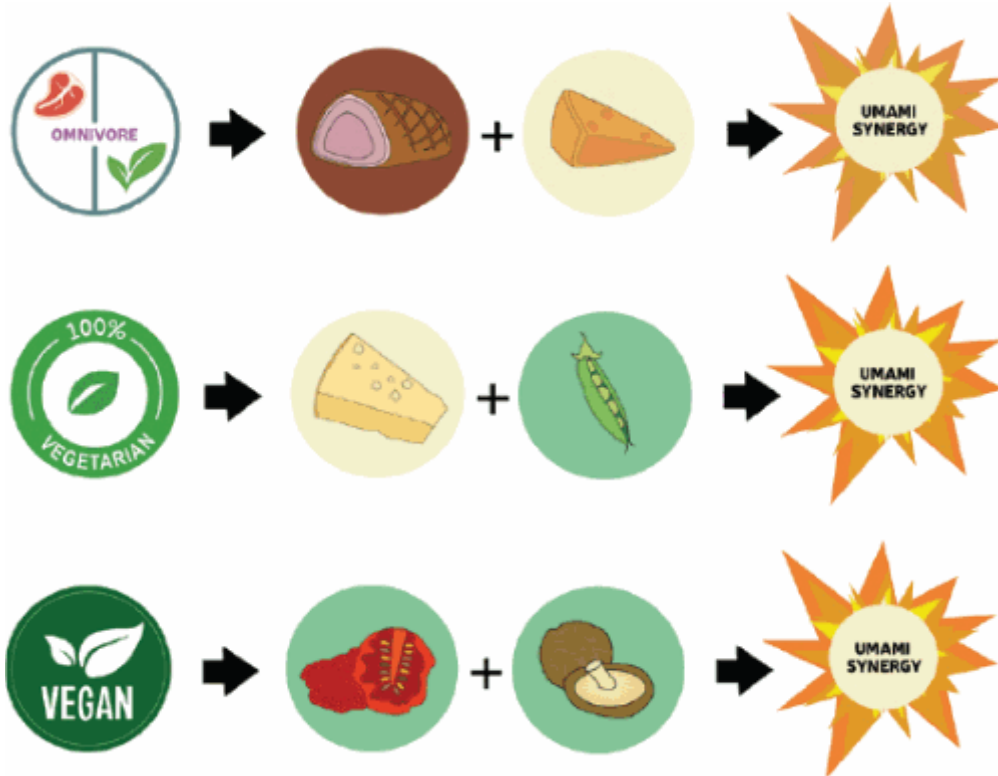 OMNIVORE
UMAMI
SYNERGY
100%
VEGETARIAN
UMAMI
SYNERGY
VEGAN
UMAMI
SYNERGY